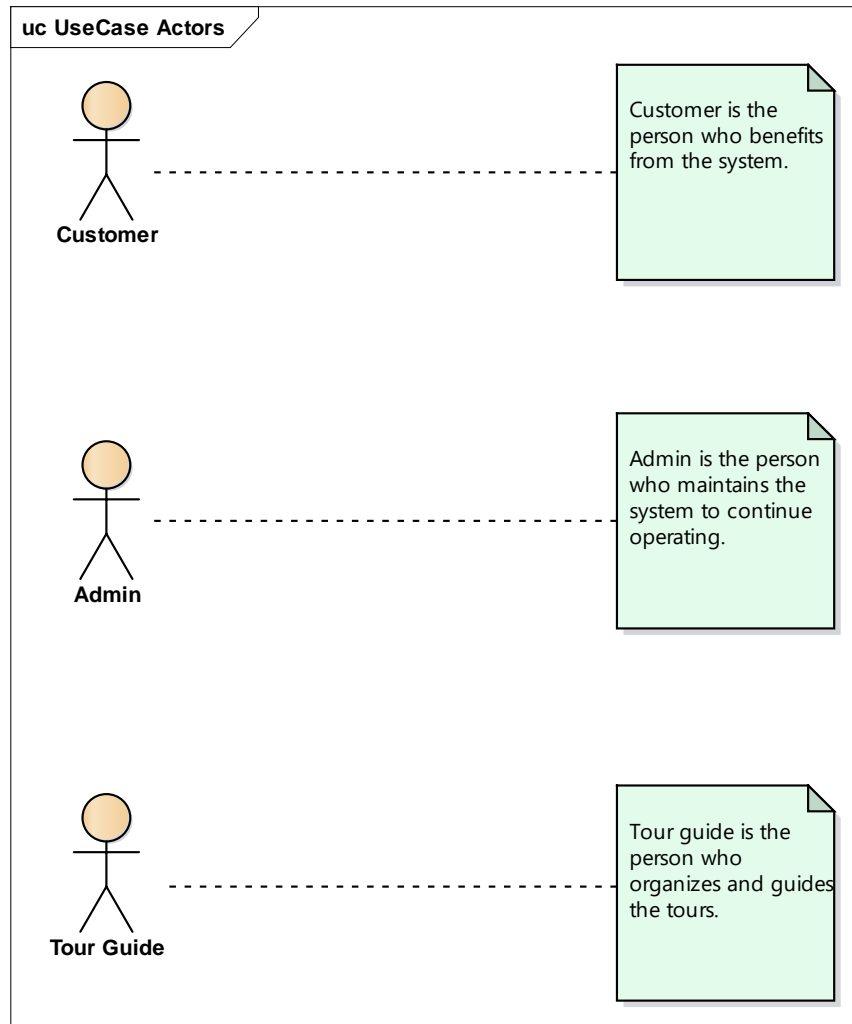 uc UseCase Actors
Customer is the
person who benefits
from the system.
Customer
Admin is the person
who maintains the
system to continue
operating.
Admin
Tour guide is the
person who
organizes and guides
the tours.
Tour Guide